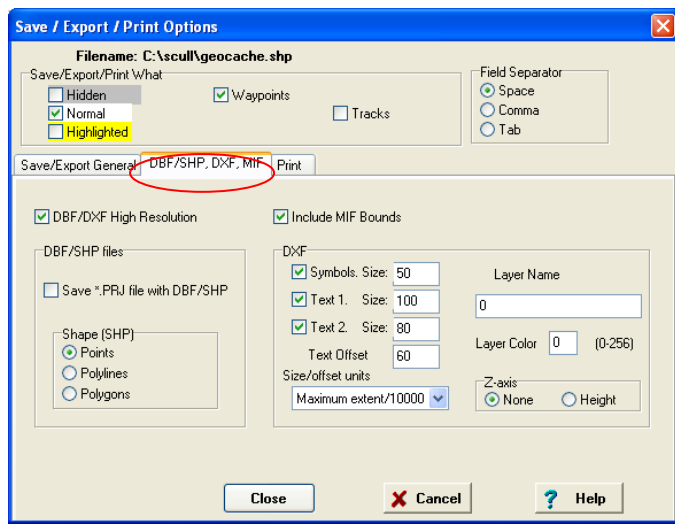 Save / Export / Print Options
Filename: C:\scull\geocache.shp
Save/Export/Print What
Hidden
Normal
Highlighted
Waypoints
Tracks
Field Separator
Space
Comma
Tab
Save/Export General
DBF/SHP, DXF, MIF
Print
DBF/DXF High Resolution
Include MIF Bounds
DBF/SHP files
Save *.PRJ file with DBF/SHP
Shape (SHP)
Points
Polylines
Polygons
DXF
Symbols. Size: 50
Text 1. Size: 100
Text 2. Size: 80
Text Offset 60
Size/offset units
Maximum extent/10000
Layer Name
0
Layer Color 0 (0-256)
Z-axis
None
Height
Close
Cancel
? Help